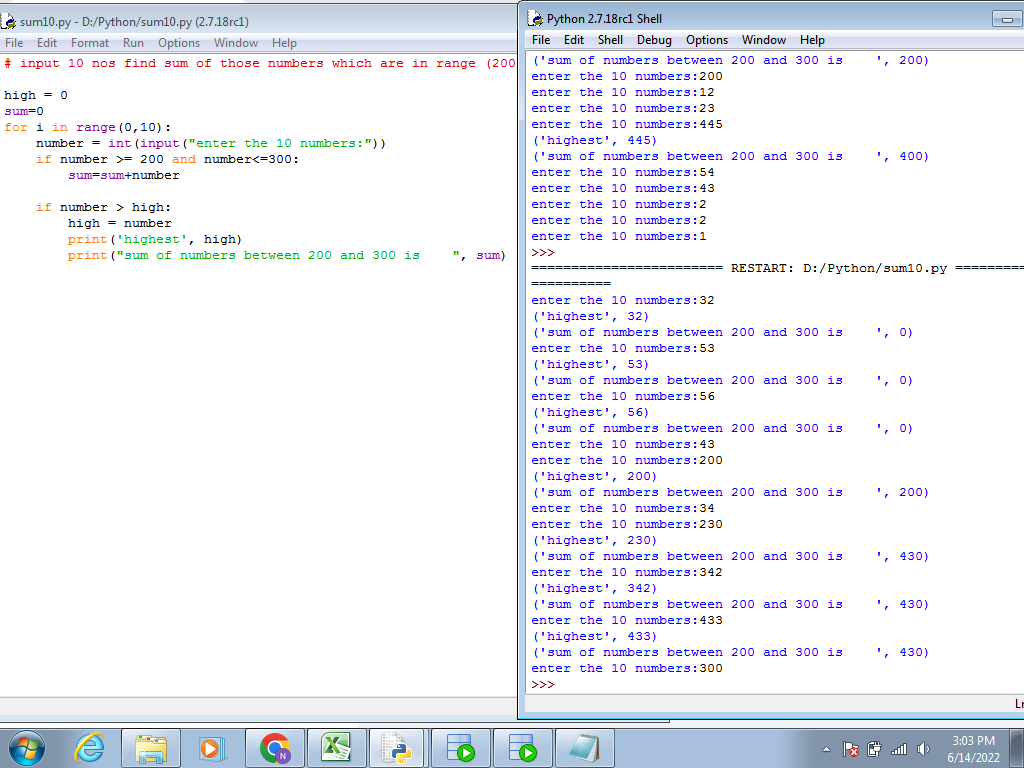 sum10.py - D:/Python/sum10.py (2.7.18rc1)
File Edit Format Run Options Window Help
# input 10 nos find sum of those numbers which are in range (200
high = 0
sum=0
for i in range(0,10):
    number = int(input("enter the 10 numbers:"))
    if number >= 200 and number<=300:
        sum=sum+number
    if number > high:
        high = number
        print('highest', high)
        print("sum of numbers between 200 and 300 is    ", sum)
Python 2.7.18rc1 Shell
File Edit Shell Debug Options Window Help
('sum of numbers between 200 and 300 is    ', 200)
enter the 10 numbers:200
enter the 10 numbers:12
enter the 10 numbers:23
enter the 10 numbers:445
('highest', 445)
('sum of numbers between 200 and 300 is    ', 400)
enter the 10 numbers:54
enter the 10 numbers:43
enter the 10 numbers:2
enter the 10 numbers:2
enter the 10 numbers:1
>>>
======================== RESTART: D:/Python/sum10.py =========
==========
enter the 10 numbers:32
('highest', 32)
('sum of numbers between 200 and 300 is    ', 0)
enter the 10 numbers:53
('highest', 53)
('sum of numbers between 200 and 300 is    ', 0)
enter the 10 numbers:56
('highest', 56)
('sum of numbers between 200 and 300 is    ', 0)
enter the 10 numbers:43
enter the 10 numbers:200
('highest', 200)
('sum of numbers between 200 and 300 is    ', 200)
enter the 10 numbers:34
enter the 10 numbers:230
('highest', 230)
('sum of numbers between 200 and 300 is    ', 430)
enter the 10 numbers:342
('highest', 342)
('sum of numbers between 200 and 300 is    ', 430)
enter the 10 numbers:433
('highest', 433)
('sum of numbers between 200 and 300 is    ', 430)
enter the 10 numbers:300
>>>
Lr
N
3:03 PM
6/14/2022